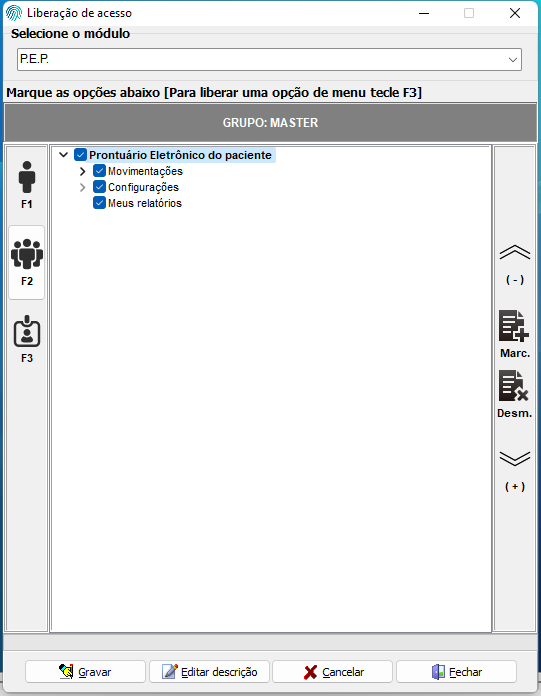 Liberação de acesso
Selecione o módulo
P.E.P.
Marque as opções abaixo [Para liberar uma opção de menu tecle F3]
GRUPO: MASTER
Prontuário Eletrônico do paciente
Movimentações
Configurações
Meus relatórios
F1
F2
F3
( - )
Marc.
Desm.
( + )
Gravar
Editar descrição
Cancelar
Fechar